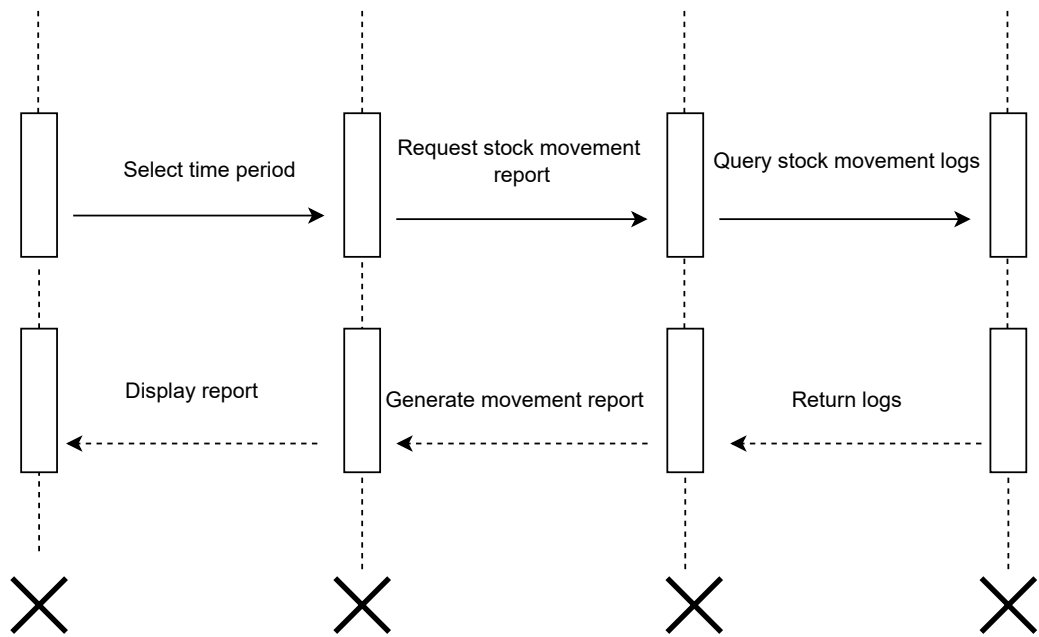 Select time period
Request stock movement
report
Query stock movement logs
Display report
Generate movement report
Return logs